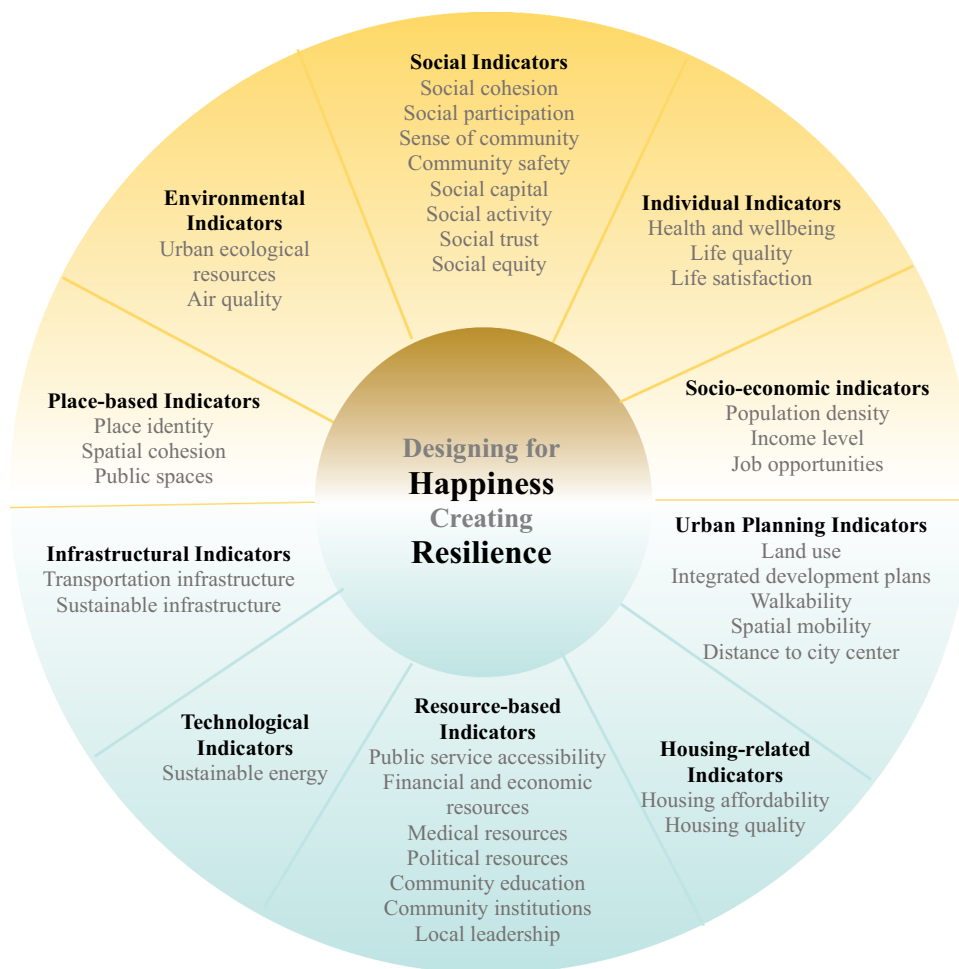 Social Indicators
Social cohesion
Social participation
Sense of community
Community safety
Social capital
Social activity
Social trust
Social equity
Individual Indicators
Health and wellbeing
Life quality
Life satisfaction
Socio-economic indicators
Population density
Income level
Job opportunities
Urban Planning Indicators
Land use
Integrated development plans
Walkability
Spatial mobility
Distance to city center
Housing-related
Indicators
Housing affordability
Housing quality
Resource-based
Indicators
Public service accessibility
Financial and economic
resources
Medical resources
Political resources
Community education
Community institutions
Local leadership
Technological
Indicators
Sustainable energy
Infrastructural Indicators
Transportation infrastructure
Sustainable infrastructure
Place-based Indicators
Place identity
Spatial cohesion
Public spaces
Environmental
Indicators
Urban ecological
resources
Air quality
Designing for
Happiness
Creating
Resilience